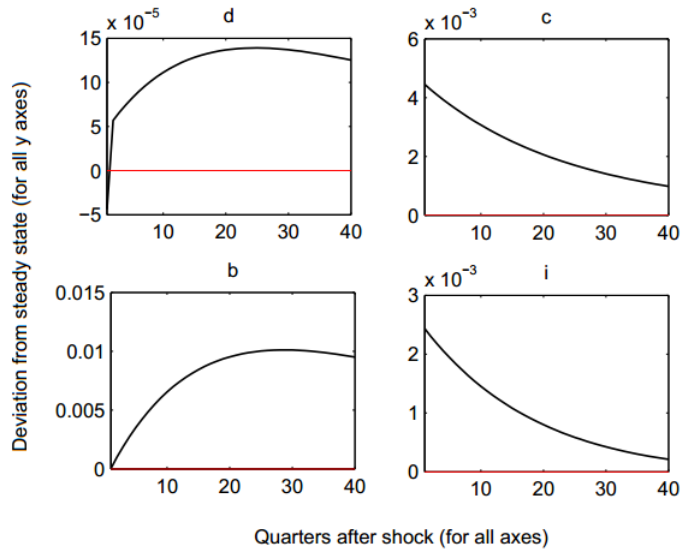 Deviation from steady state (for all y axes)
d
x 10⁻⁵
15
10
5
0
−5
10 20 30 40
c
x 10⁻³
6
4
2
0
10 20 30 40
b
0.015
0.01
0.005
0
10 20 30 40
i
x 10⁻³
3
2
1
0
10 20 30 40
Quarters after shock (for all axes)